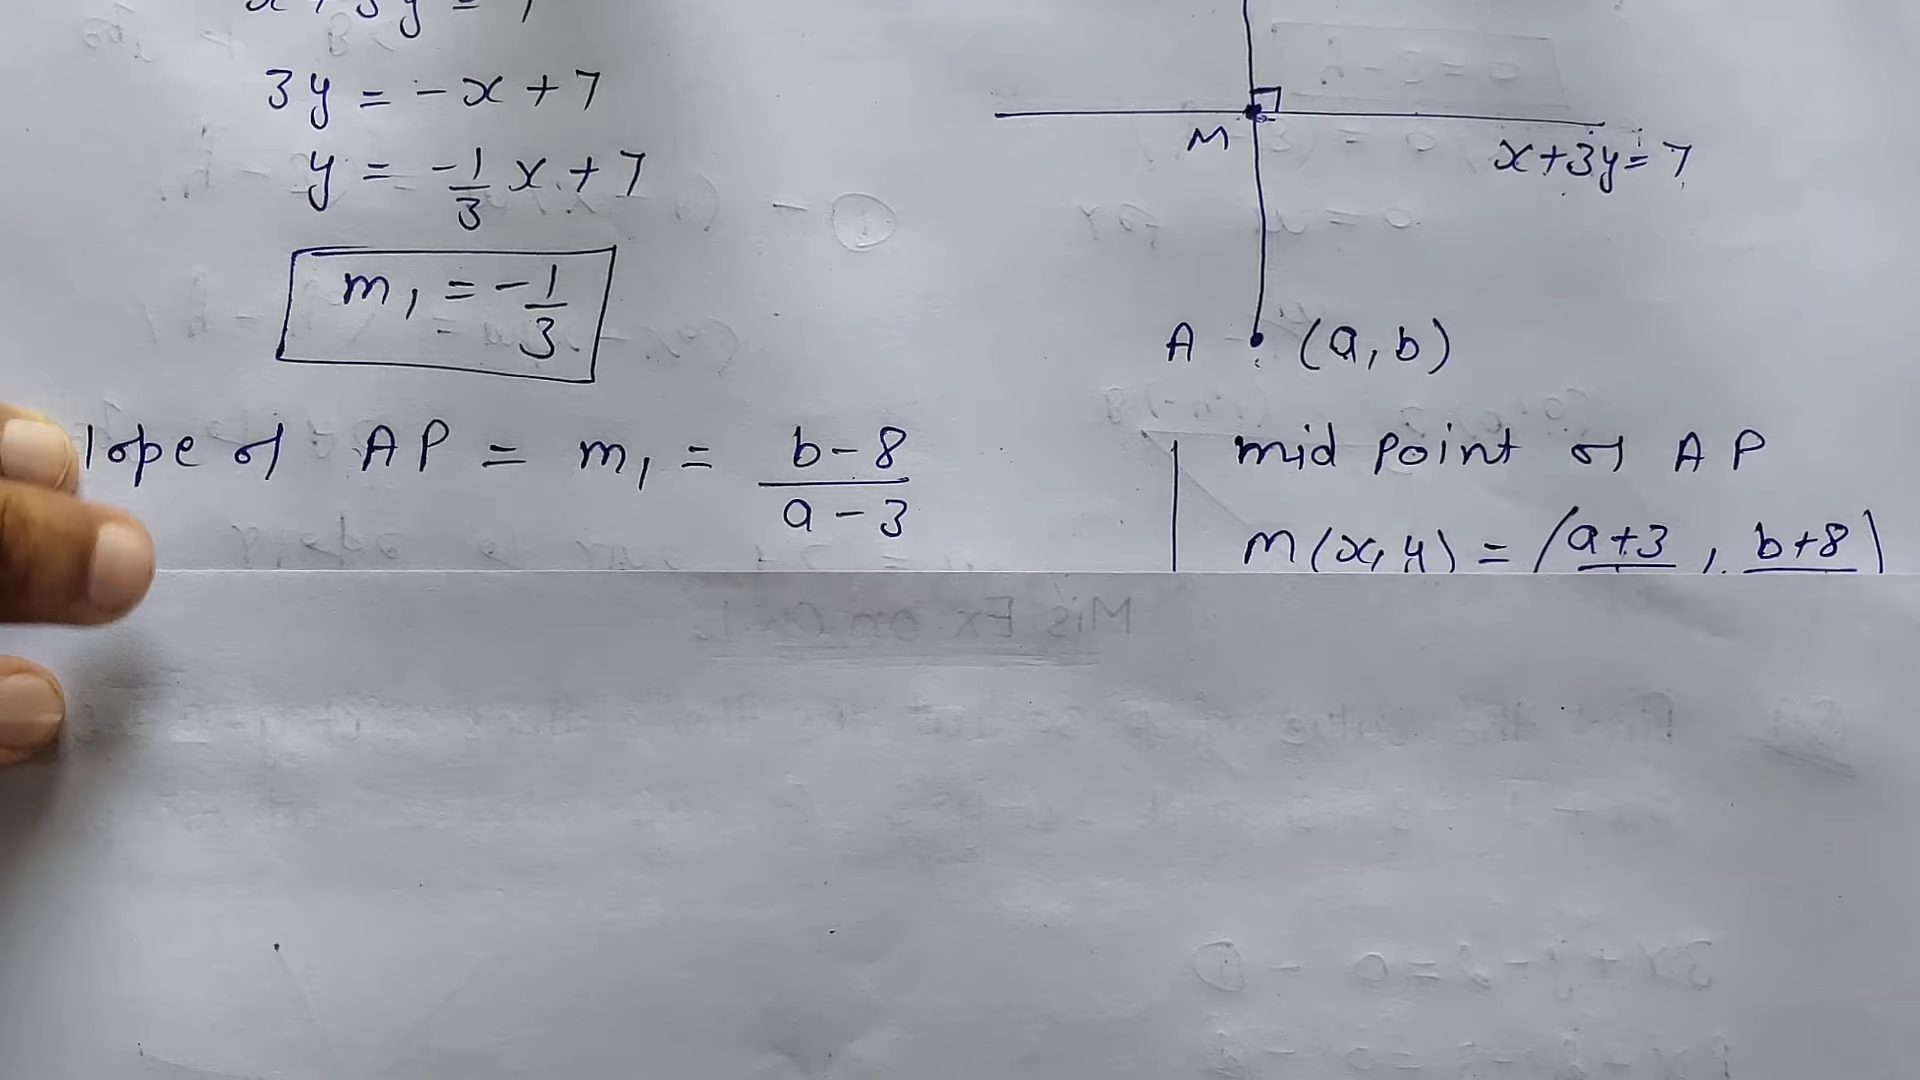 3y = -x + 7
y = -1/3 x + 7
m₁ = -1/3
M
x+3y=7
A (a, b)
lope of AP = m₁ = b-8 / a-3
mid point of AP
m(x, y) = (a+3 , b+8)